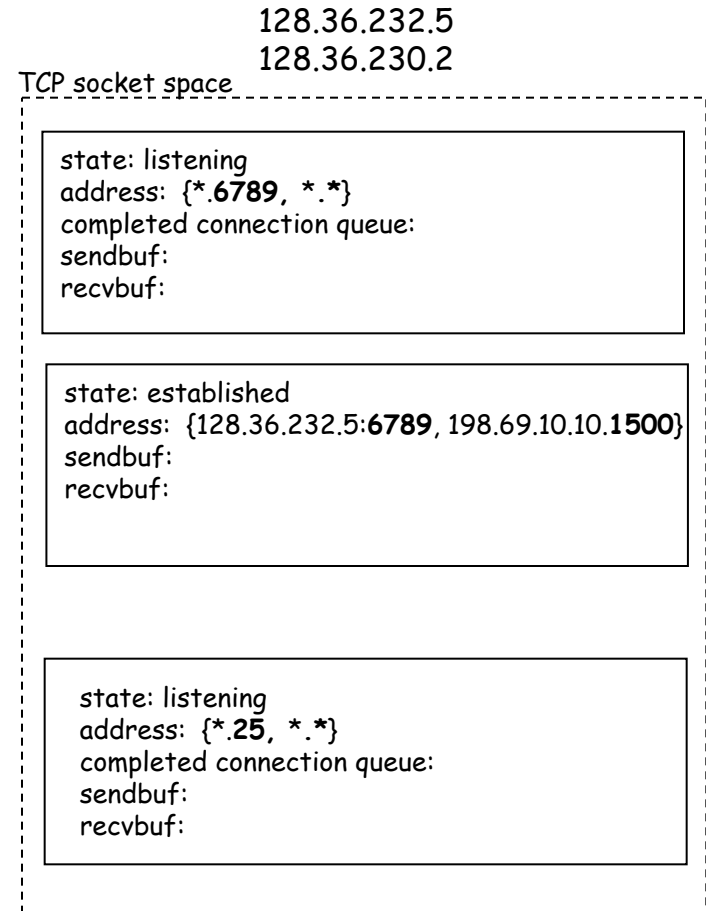 128.36.232.5
128.36.230.2
TCP socket space
state: listening
address: {*.6789, *.*}
completed connection queue:
sendbuf:
recvbuf:
state: established
address: {128.36.232.5:6789, 198.69.10.10.1500}
sendbuf:
recvbuf:
state: listening
address: {*.25, *.*}
completed connection queue:
sendbuf:
recvbuf: